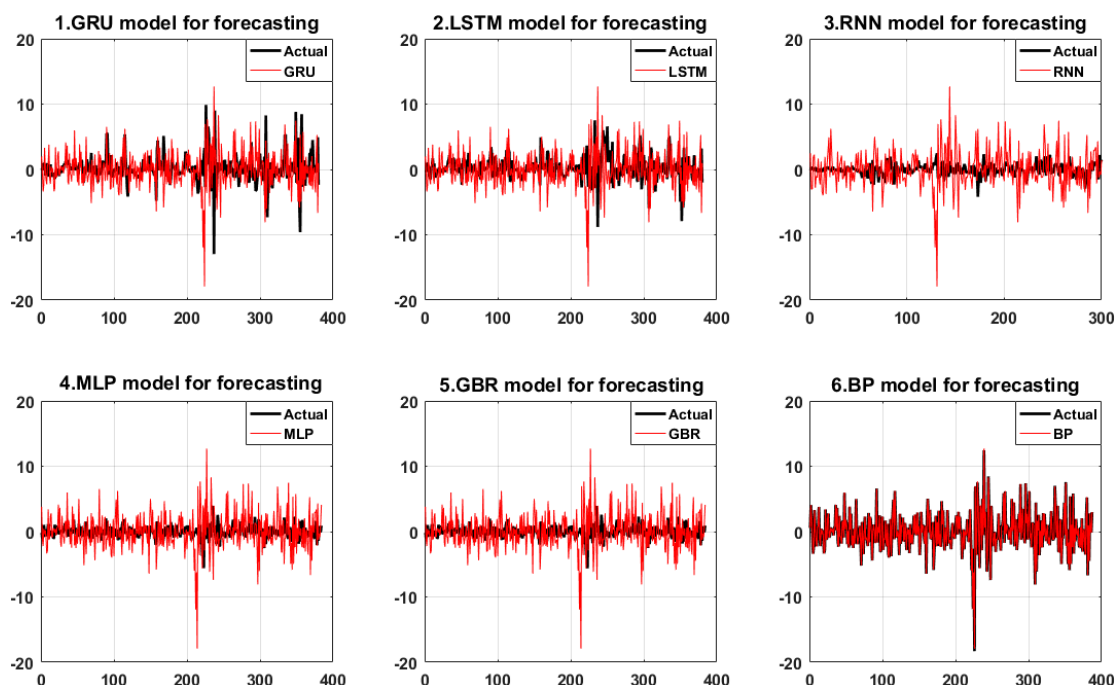 1.GRU model for forecasting
20
10
0
-10
-20
0 100 200 300 400
Actual
GRU
2.LSTM model for forecasting
20
10
0
-10
-20
0 100 200 300 400
Actual
LSTM
3.RNN model for forecasting
20
10
0
-10
-20
0 100 200 300
Actual
RNN
4.MLP model for forecasting
20
10
0
-10
-20
0 100 200 300 400
Actual
MLP
5.GBR model for forecasting
20
10
0
-10
-20
0 100 200 300 400
Actual
GBR
6.BP model for forecasting
20
10
0
-10
-20
0 100 200 300 400
Actual
BP